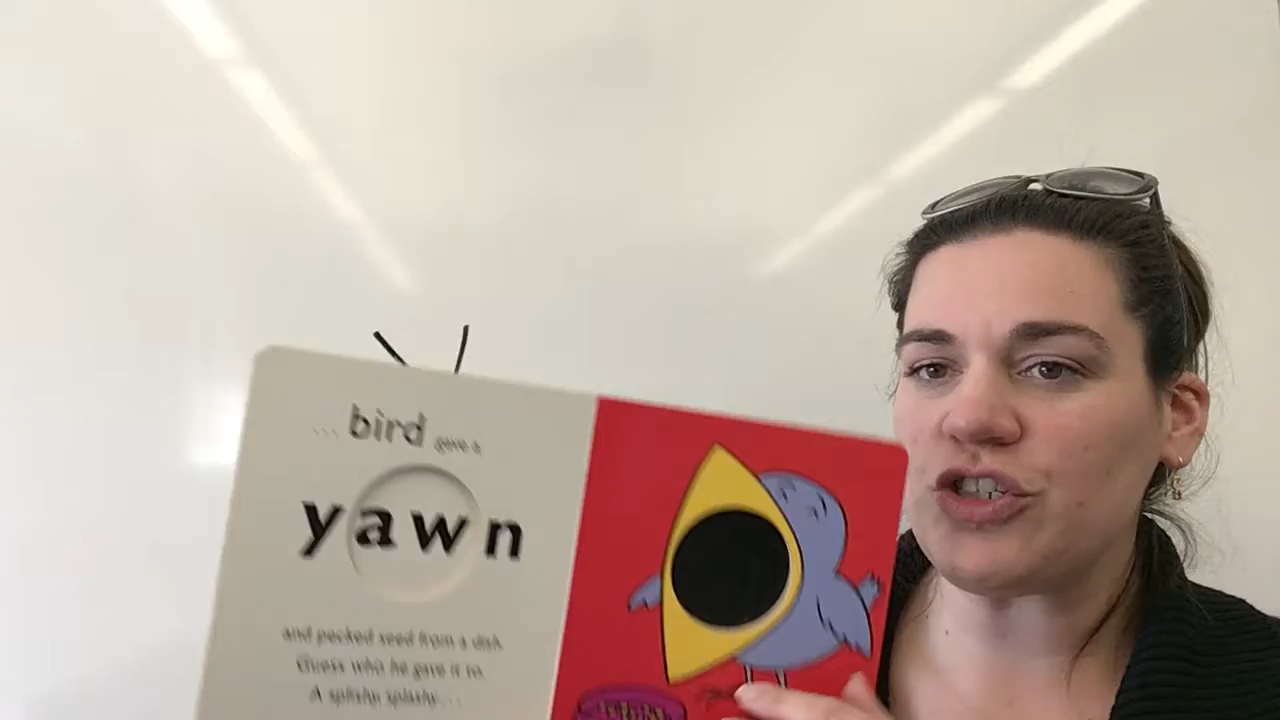 ... bird gave a
yawn
and pecked seed from a dish.
Guess who he gave it to.
A splishy splashy...